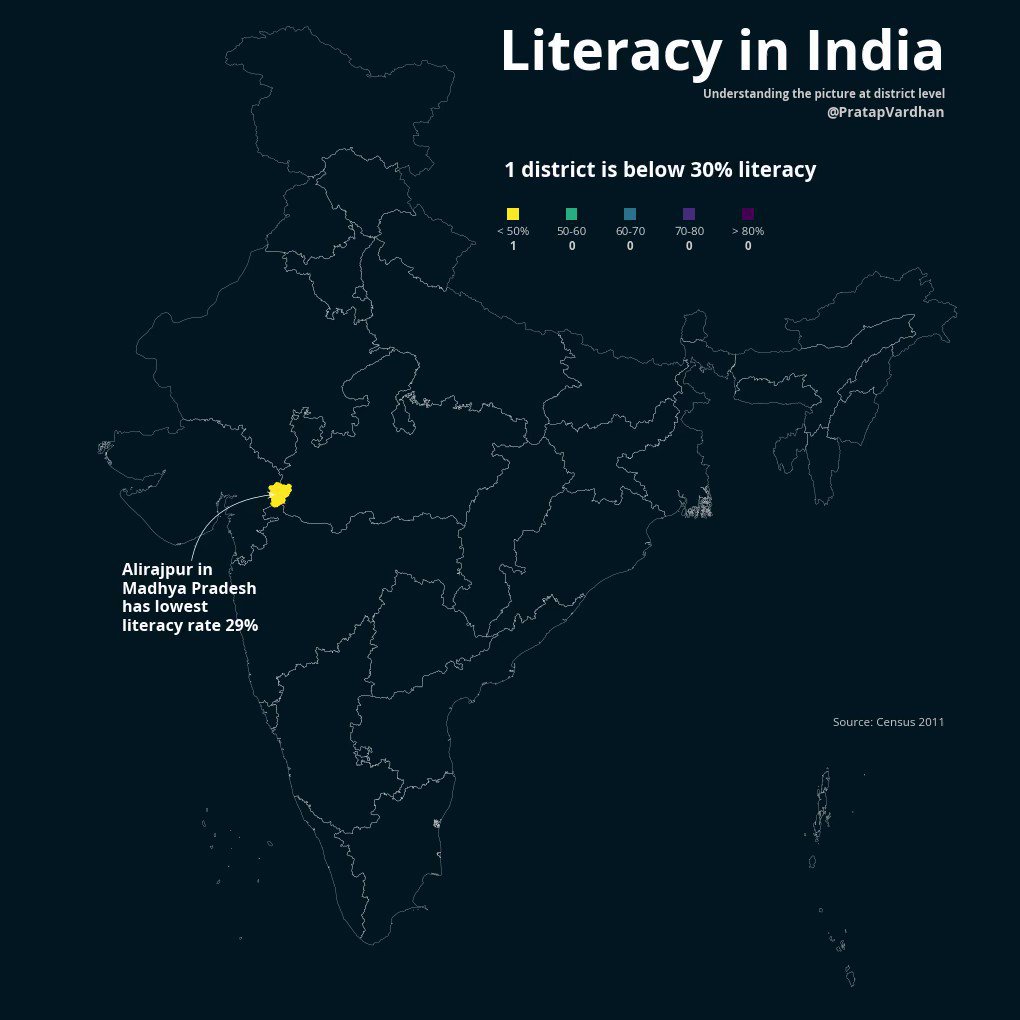 Literacy in India
Understanding the picture at district level
@PratapVardhan
1 district is below 30% literacy
< 50% 50-60 60-70 70-80 > 80%
1 0 0 0 0
Alirajpur in
Madhya Pradesh
has lowest
literacy rate 29%
Source: Census 2011